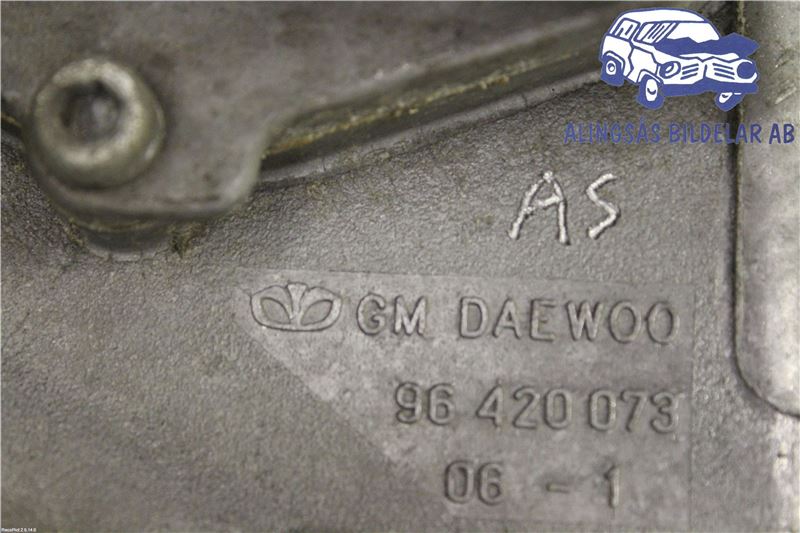 ALINGSÅS BILDELAR AB
AS
GM DAEWOO
96 420 073
06 - 1